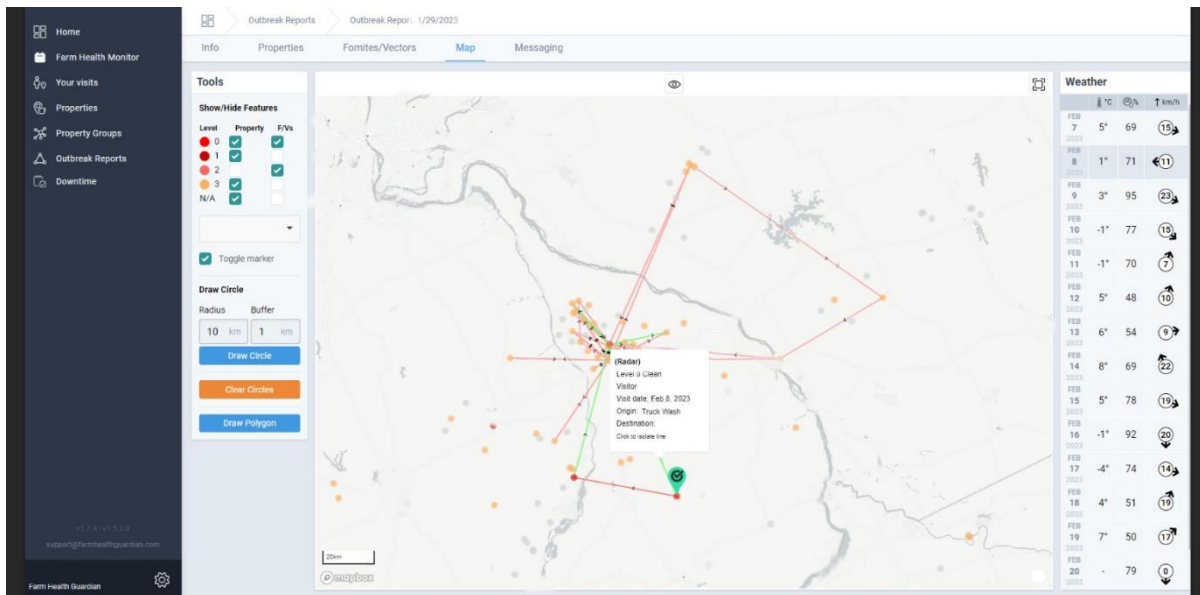 Home
Farm Health Monitor
Your visits
Properties
Property Groups
Outbreak Reports
Downtime
v1.7.4 | v1.9.3.0
support@farmhealthguardian.com
Farm Health Guardian
Outbreak Reports
Outbreak Report 1/29/2023
Info Properties Fomites/Vectors Map Messaging
Tools
Show/Hide Features
Level Property F/Vs
0
1
2
3
N/A
Toggle marker
Draw Circle
Radius Buffer
10 km 1 km
Draw Circle
Clear Circles
Draw Polygon
(Radar)
Level 0 Clean
Visitor
Visit date: Feb 8, 2023
Origin: Truck Wash
Destination:
Click to isolate line
20km
mapbox
Weather
°C % km/h
FEB 7 2023 5° 69 15
FEB 8 2023 1° 71 11
FEB 9 2023 3° 95 23
FEB 10 2023 -1° 77 15
FEB 11 2023 -1° 70 7
FEB 12 2023 5° 48 10
FEB 13 2023 6° 54 9
FEB 14 2023 8° 69 22
FEB 15 2023 5° 78 19
FEB 16 2023 -1° 92 20
FEB 17 2023 -4° 74 14
FEB 18 2023 4° 51 19
FEB 19 2023 7° 50 17
FEB 20 2023 - 79 0